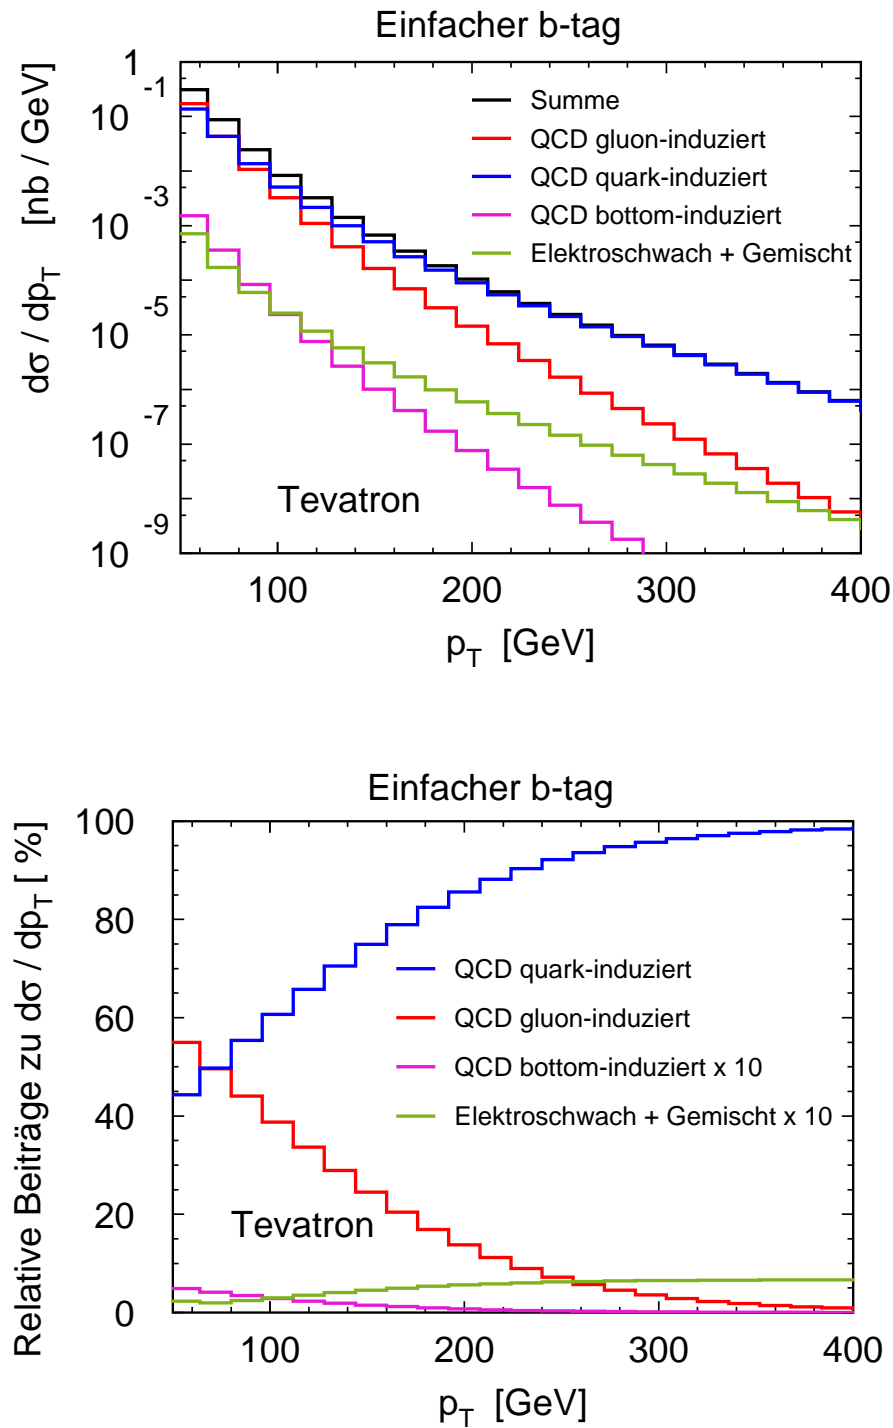 Einfacher b-tag
dσ / dp_T [nb / GeV]
1
10^-1
10^-3
10^-5
10^-7
10^-9
Summe
QCD gluon-induziert
QCD quark-induziert
QCD bottom-induziert
Elektroschwach + Gemischt
Tevatron
100 200 300 400
p_T [GeV]
Einfacher b-tag
Relative Beiträge zu dσ / dp_T [ %]
100
80
60
40
20
0
QCD quark-induziert
QCD gluon-induziert
QCD bottom-induziert x 10
Elektroschwach + Gemischt x 10
Tevatron
100 200 300 400
p_T [GeV]